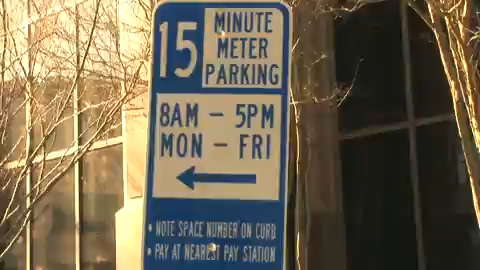 15 MINUTE
METER
PARKING
8AM – 5PM
MON – FRI
• NOTE SPACE NUMBER ON CURB
• PAY AT NEAREST PAY STATION